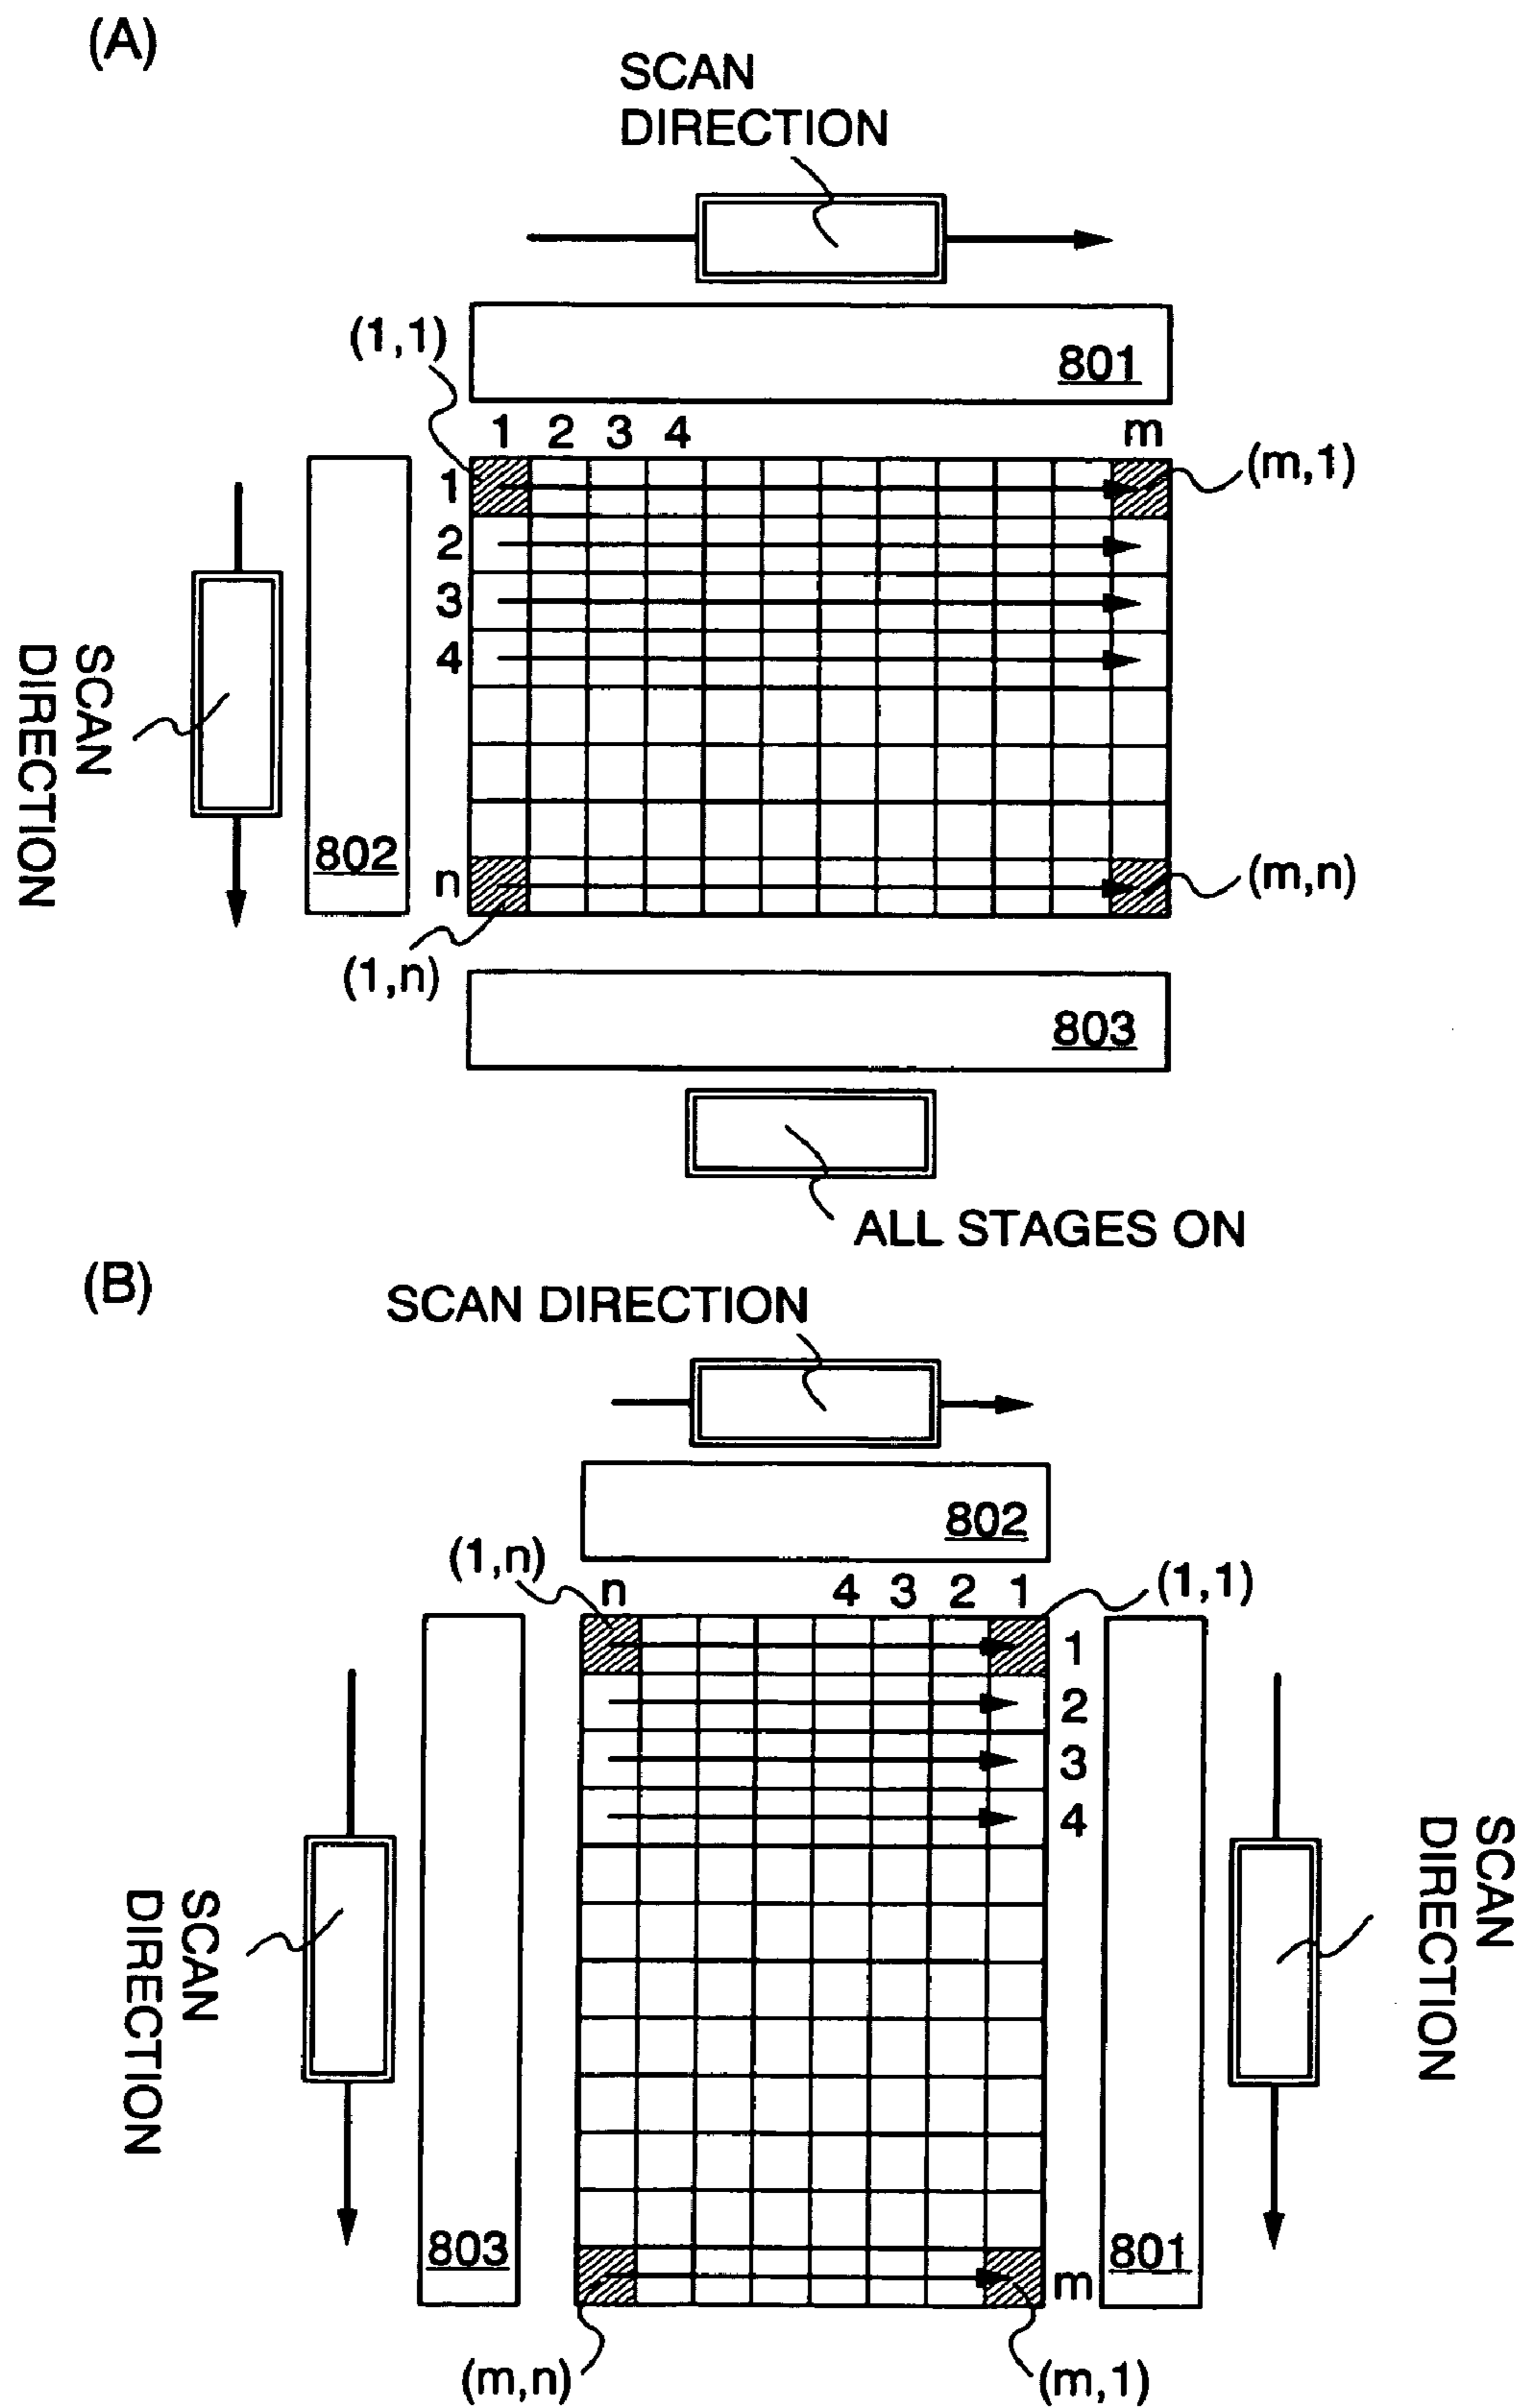 (A)
SCAN
DIRECTION
(1,1)
801
1 2 3 4 m
(m,1)
1
2
3
4
SCAN
DIRECTION
802
n
(m,n)
(1,n)
803
ALL STAGES ON
(B)
SCAN DIRECTION
802
(1,n)
n 4 3 2 1
(1,1)
1
2
3
4
SCAN
DIRECTION
SCAN
DIRECTION
803
801
m
(m,n)
(m,1)